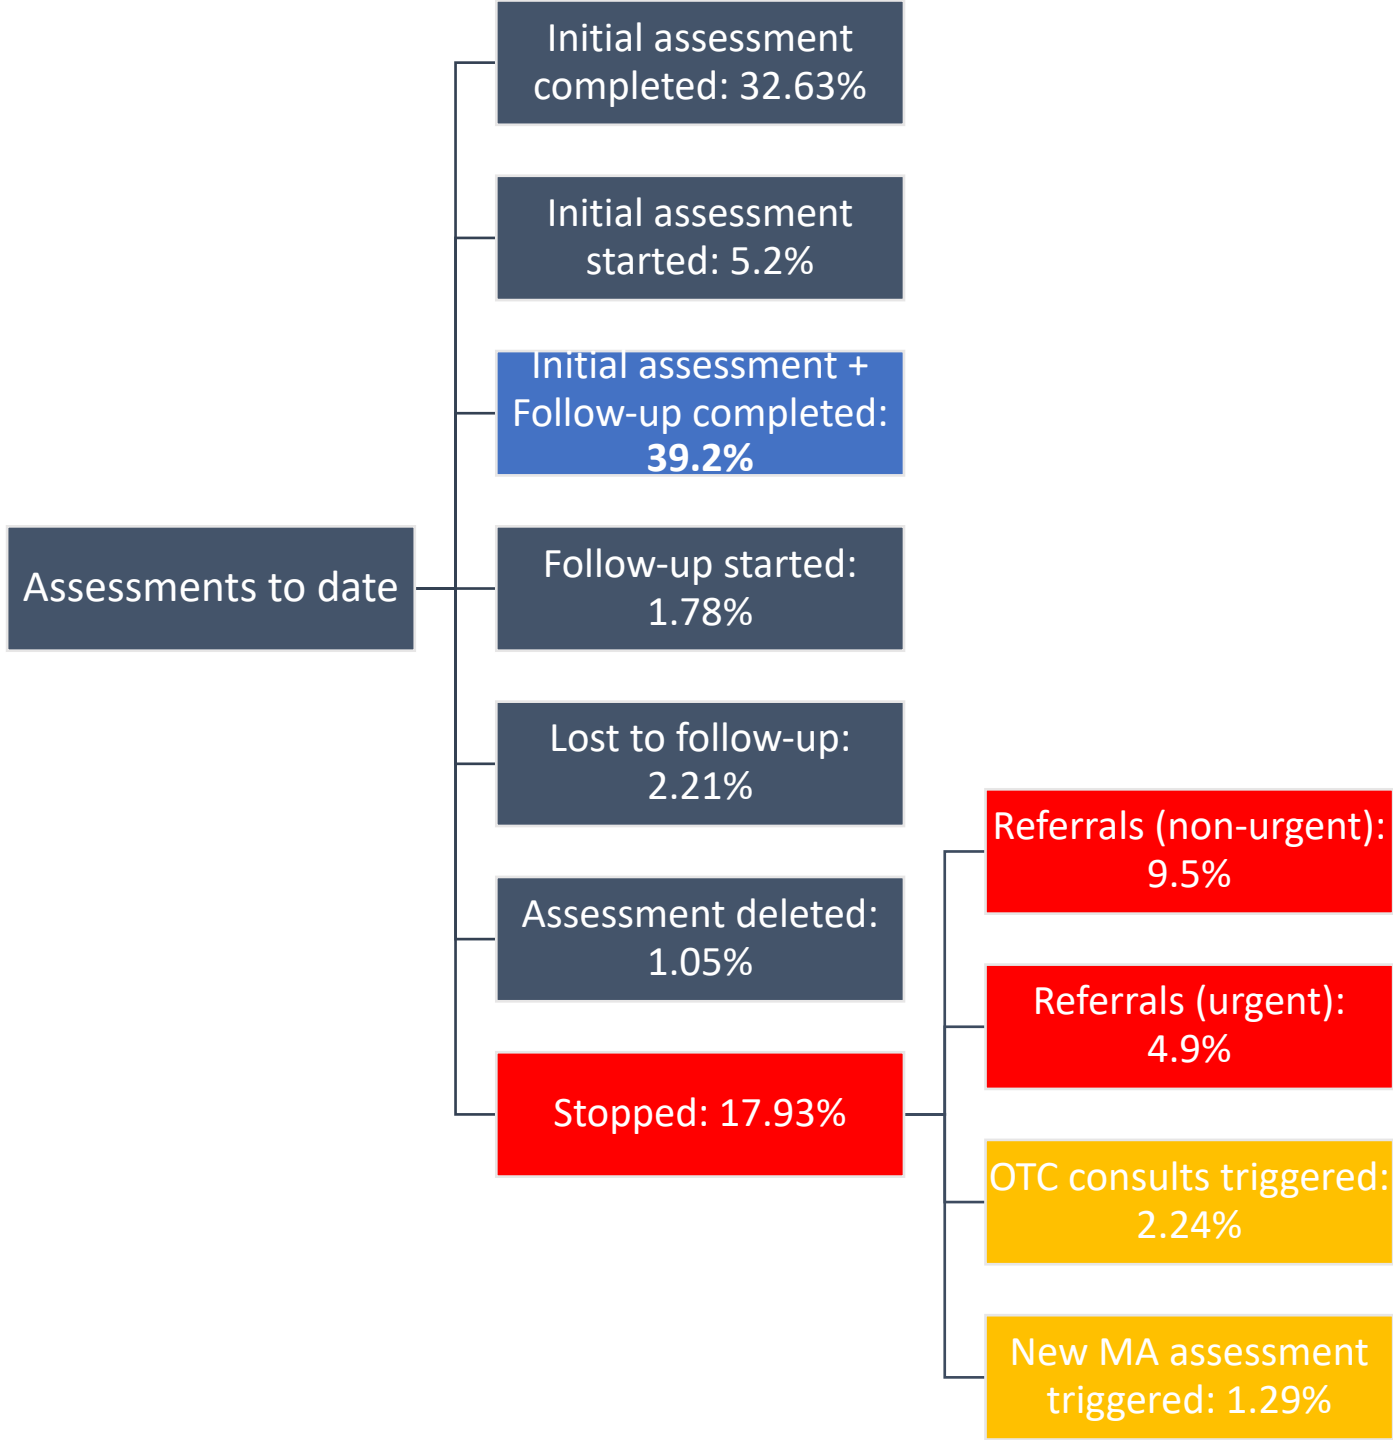 Initial assessment
completed: 32.63%
Initial assessment
started: 5.2%
Initial assessment +
Follow-up completed:
39.2%
Assessments to date
Follow-up started:
1.78%
Lost to follow-up:
2.21%
Assessment deleted:
1.05%
Stopped: 17.93%
Referrals (non-urgent):
9.5%
Referrals (urgent):
4.9%
OTC consults triggered:
2.24%
New MA assessment
triggered: 1.29%